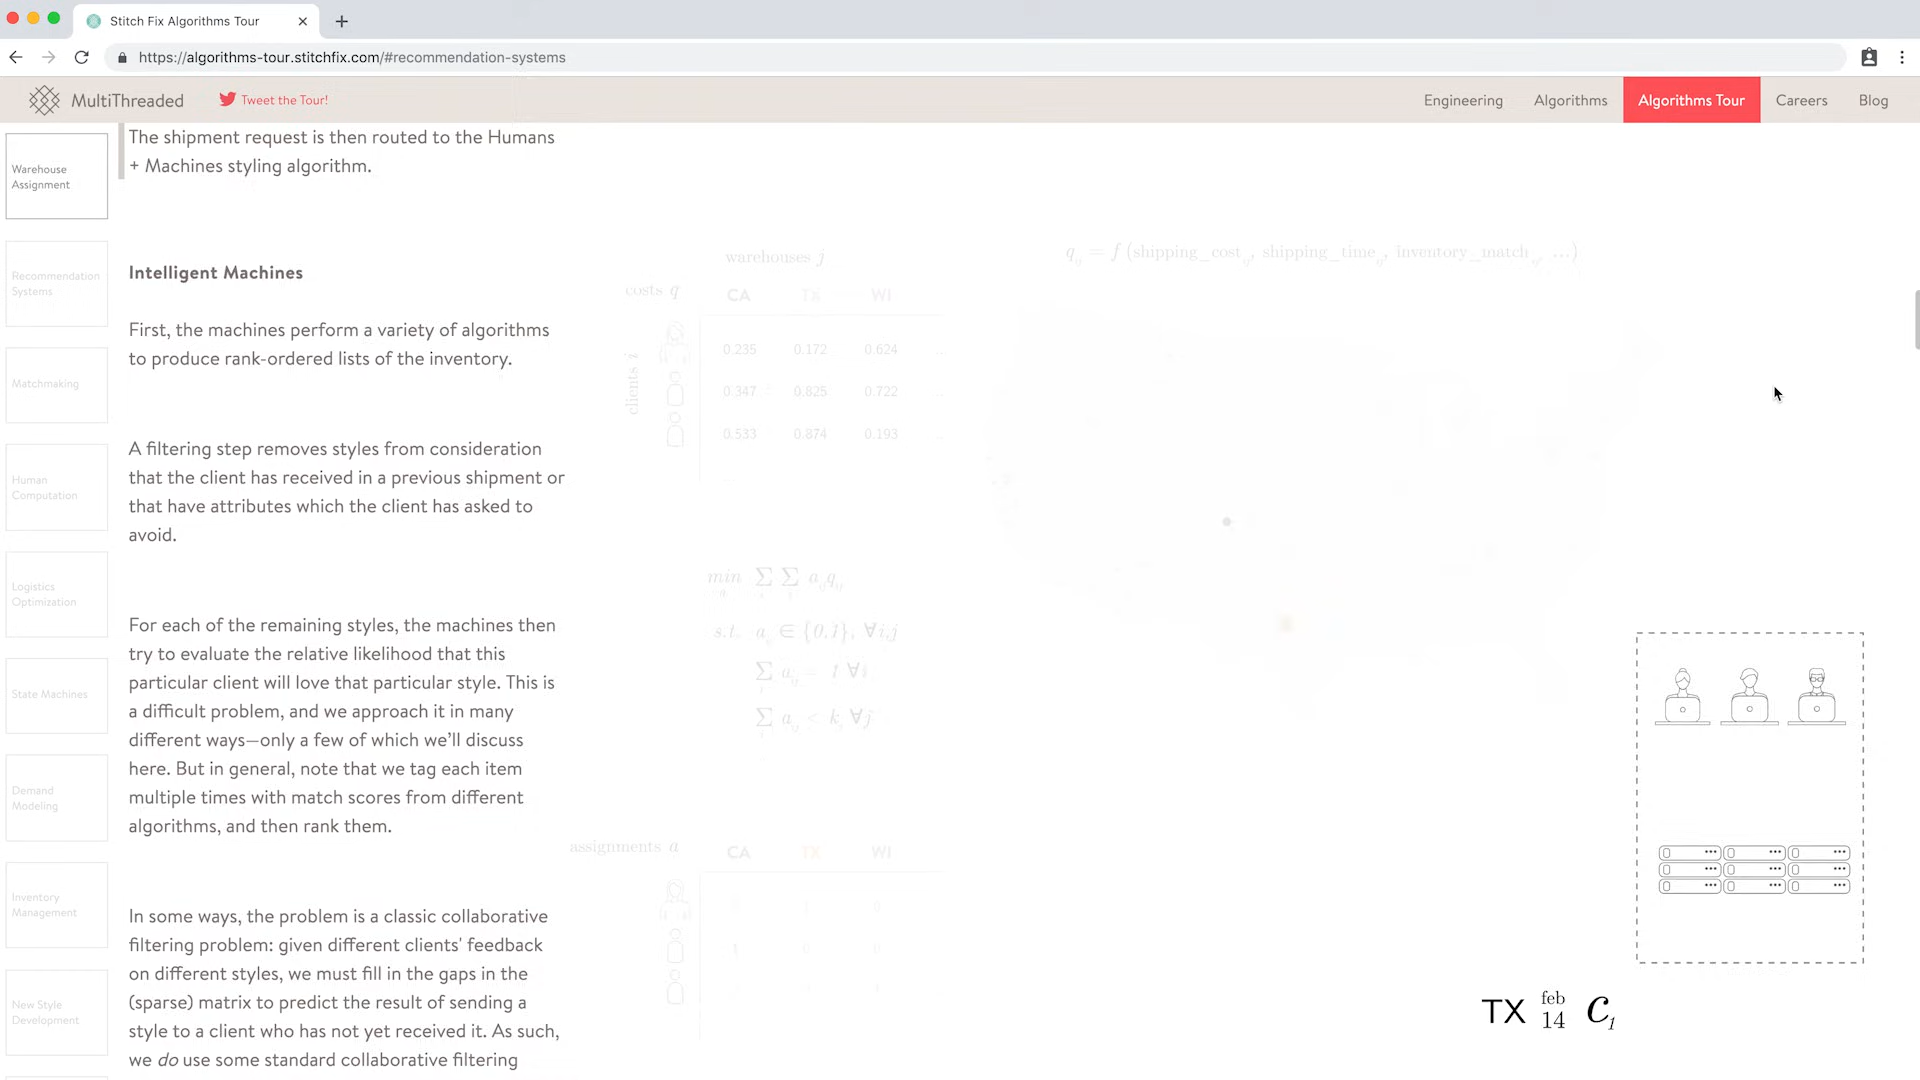 Stitch Fix Algorithms Tour
https://algorithms-tour.stitchfix.com/#recommendation-systems
MultiThreaded
Tweet the Tour!
Engineering
Algorithms
Algorithms Tour
Careers
Blog
Warehouse
Assignment
Recommendation
Systems
Matchmaking
Human
Computation
Logistics
Optimization
State Machines
Demand
Modeling
Inventory
Management
New Style
Development
The shipment request is then routed to the Humans
+ Machines styling algorithm.
Intelligent Machines
First, the machines perform a variety of algorithms
to produce rank-ordered lists of the inventory.
A filtering step removes styles from consideration
that the client has received in a previous shipment or
that have attributes which the client has asked to
avoid.
For each of the remaining styles, the machines then
try to evaluate the relative likelihood that this
particular client will love that particular style. This is
a difficult problem, and we approach it in many
different ways—only a few of which we'll discuss
here. But in general, note that we tag each item
multiple times with match scores from different
algorithms, and then rank them.
In some ways, the problem is a classic collaborative
filtering problem: given different clients' feedback
on different styles, we must fill in the gaps in the
(sparse) matrix to predict the result of sending a
style to a client who has not yet received it. As such,
we do use some standard collaborative filtering
warehouses j
costs q
CA TX WI
clients i
0.235 0.172 0.624 ..
0.347 0.825 0.722 ..
0.533 0.874 0.193 ..
q = f (shipping_cost , shipping_time , inventory_match , ...)
min ∑ ∑ a q
s.t. a ∈ {0,1}, ∀i,j
∑ a = 1 ∀i
∑ a < k ∀j
assignments a
CA TX WI
0
1 0 0
1
TX feb 14 c₁